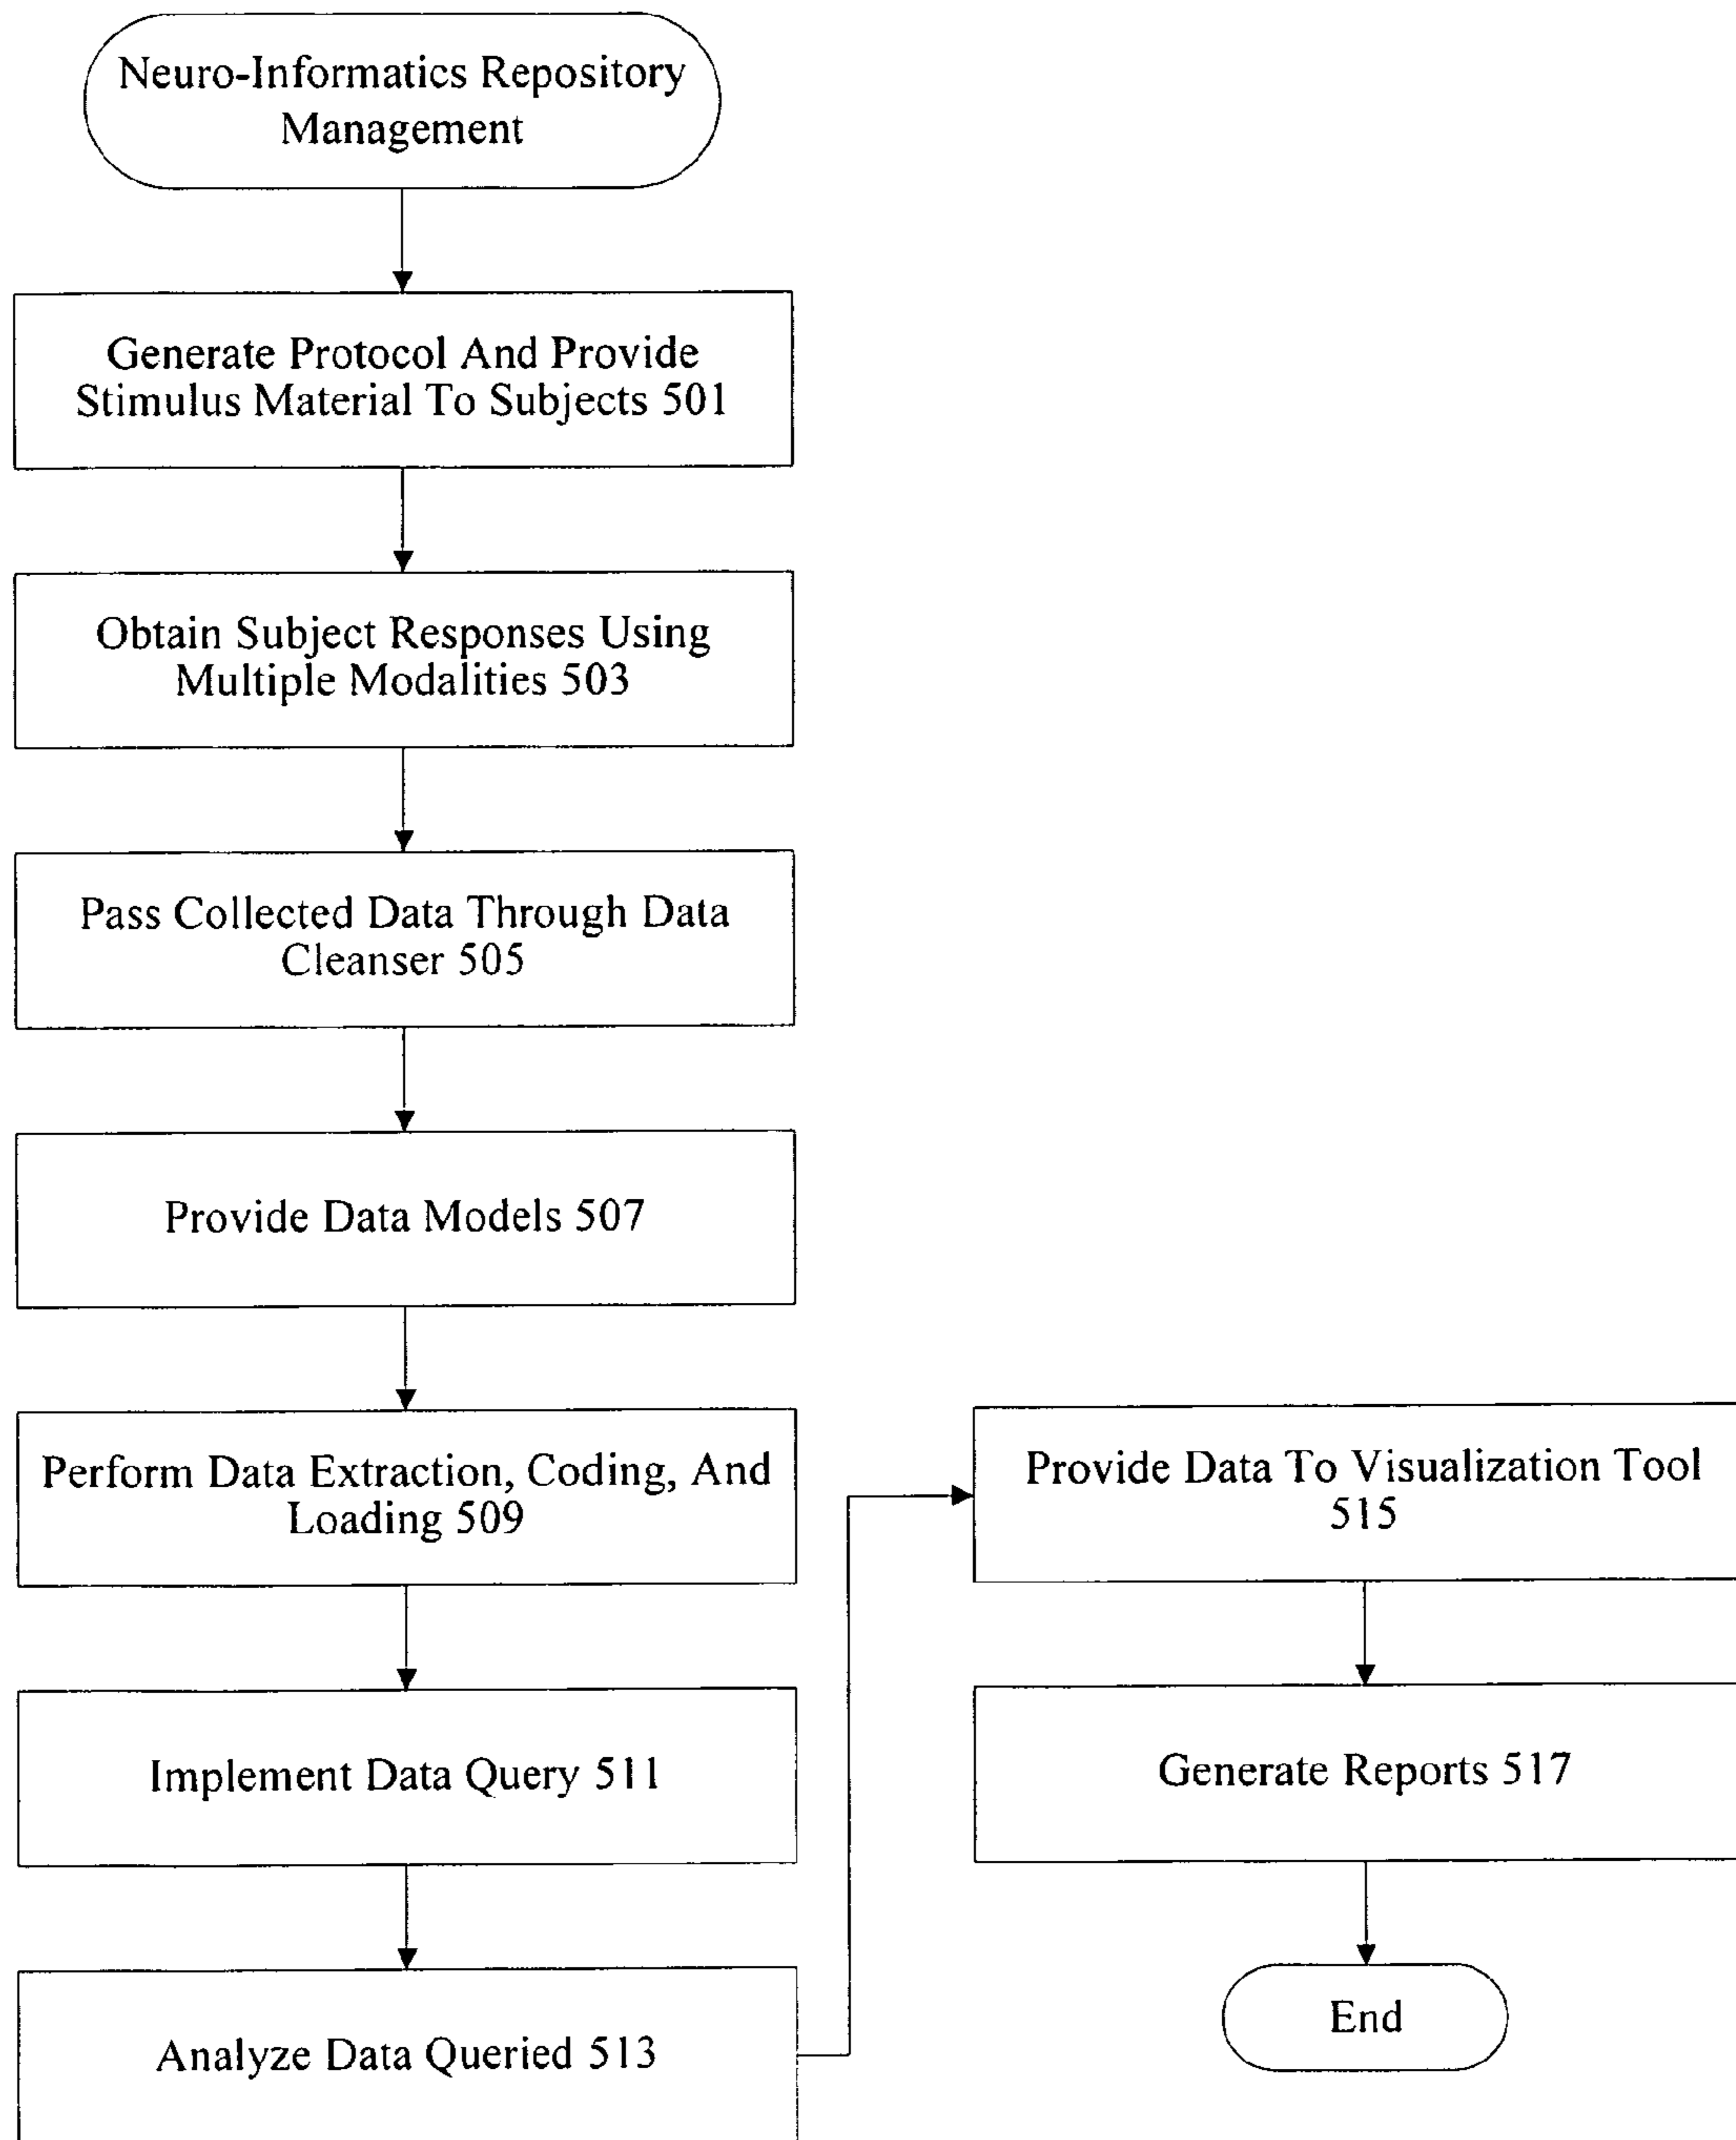 Neuro-Informatics Repository
Management
Generate Protocol And Provide
Stimulus Material To Subjects 501
Obtain Subject Responses Using
Multiple Modalities 503
Pass Collected Data Through Data
Cleanser 505
Provide Data Models 507
Perform Data Extraction, Coding, And
Loading 509
Implement Data Query 511
Analyze Data Queried 513
Provide Data To Visualization Tool
515
Generate Reports 517
End